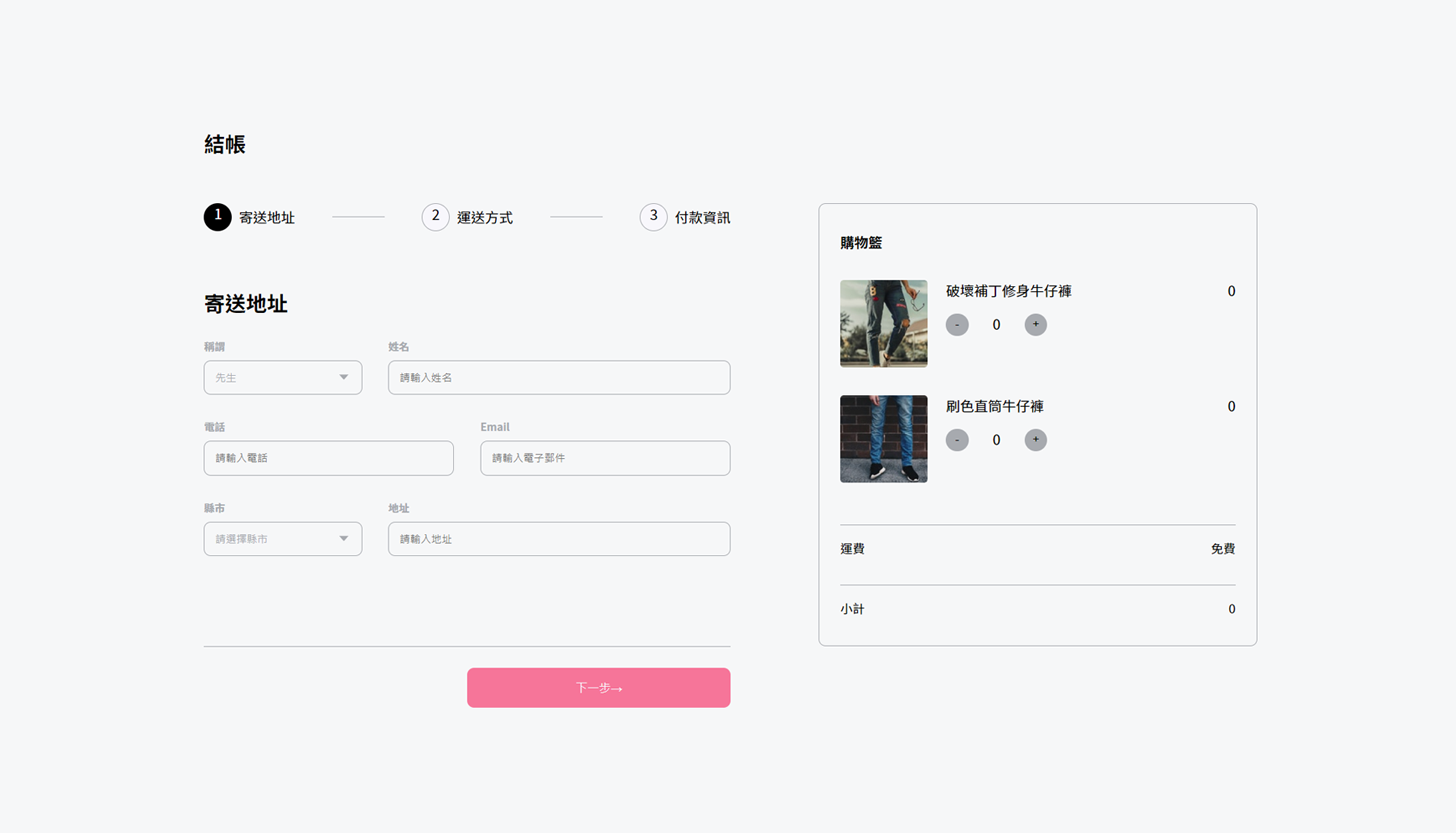 結帳
1 寄送地址
2 運送方式
3 付款資訊
寄送地址
稱謂
姓名
先生
請輸入姓名
電話
Email
請輸入電話
請輸入電子郵件
縣市
地址
請選擇縣市
請輸入地址
下一步→
購物籃
破壞補丁修身牛仔褲 0
- 0 +
刷色直筒牛仔褲 0
- 0 +
運費 免費
小計 0